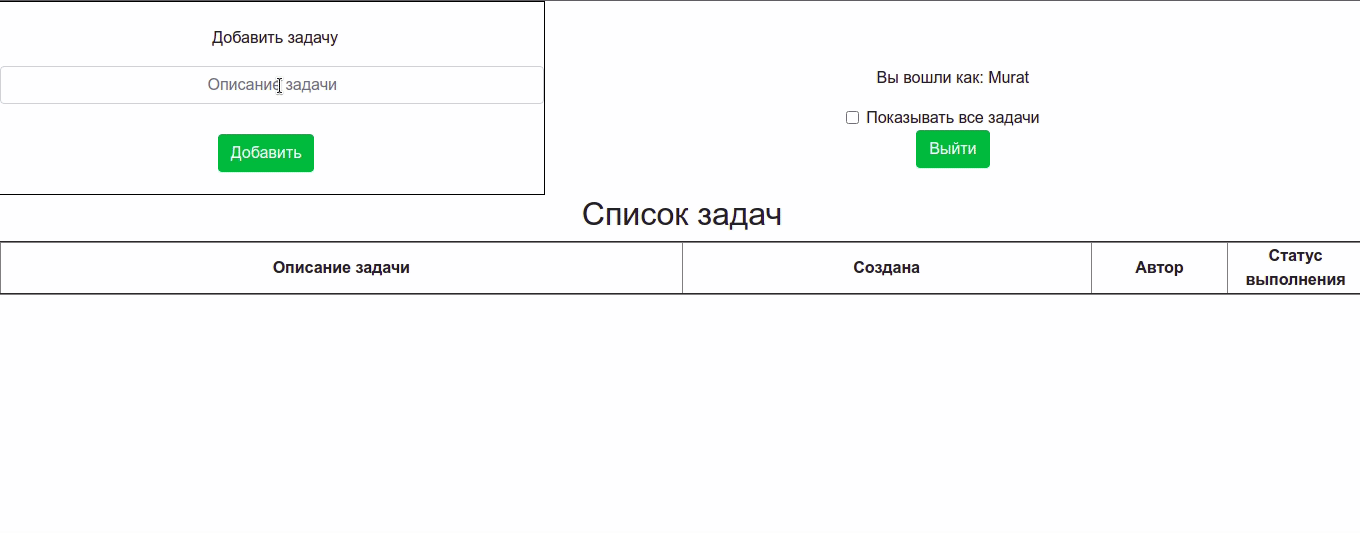 Добавить задачу
Описание задачи
Добавить
Вы вошли как: Murat
Показывать все задачи
Выйти
Список задач
Описание задачи
Создана
Автор
Статус
выполнения